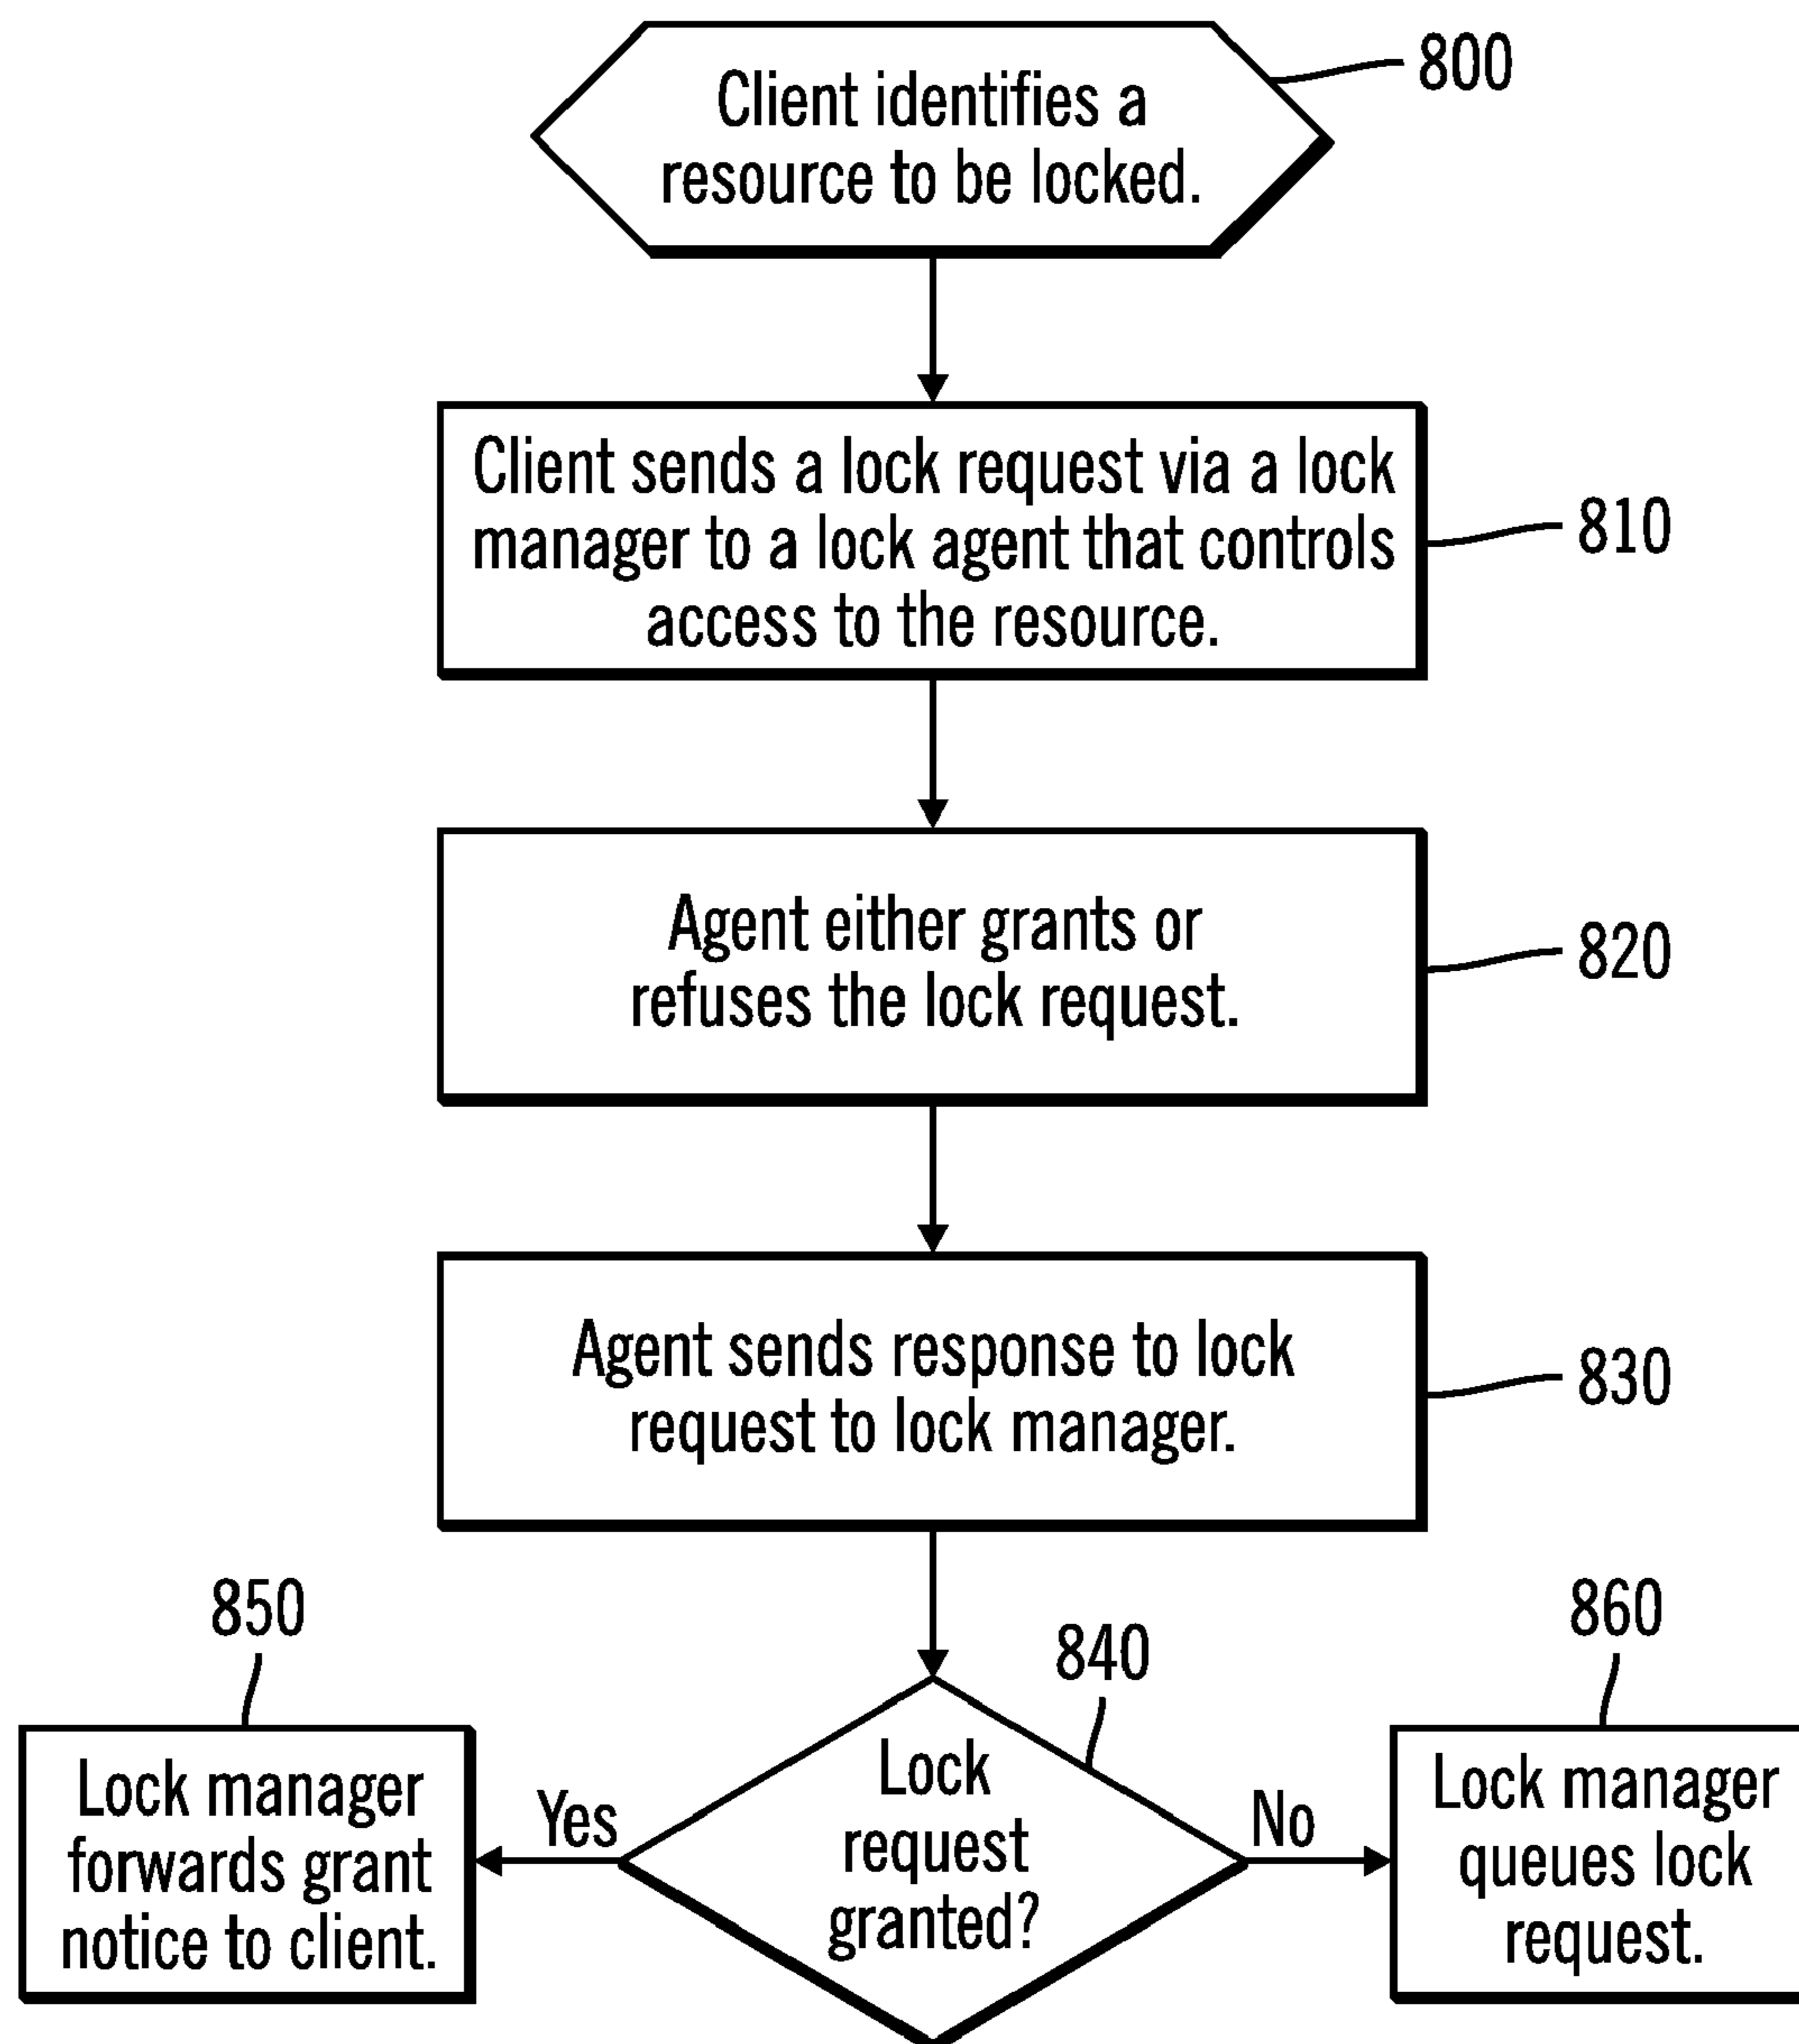 Client identifies a
resource to be locked.
800
Client sends a lock request via a lock
manager to a lock agent that controls
access to the resource.
810
Agent either grants or
refuses the lock request.
820
Agent sends response to lock
request to lock manager.
830
850
840
860
Lock manager
forwards grant
notice to client.
Yes
Lock
request
granted?
No
Lock manager
queues lock
request.